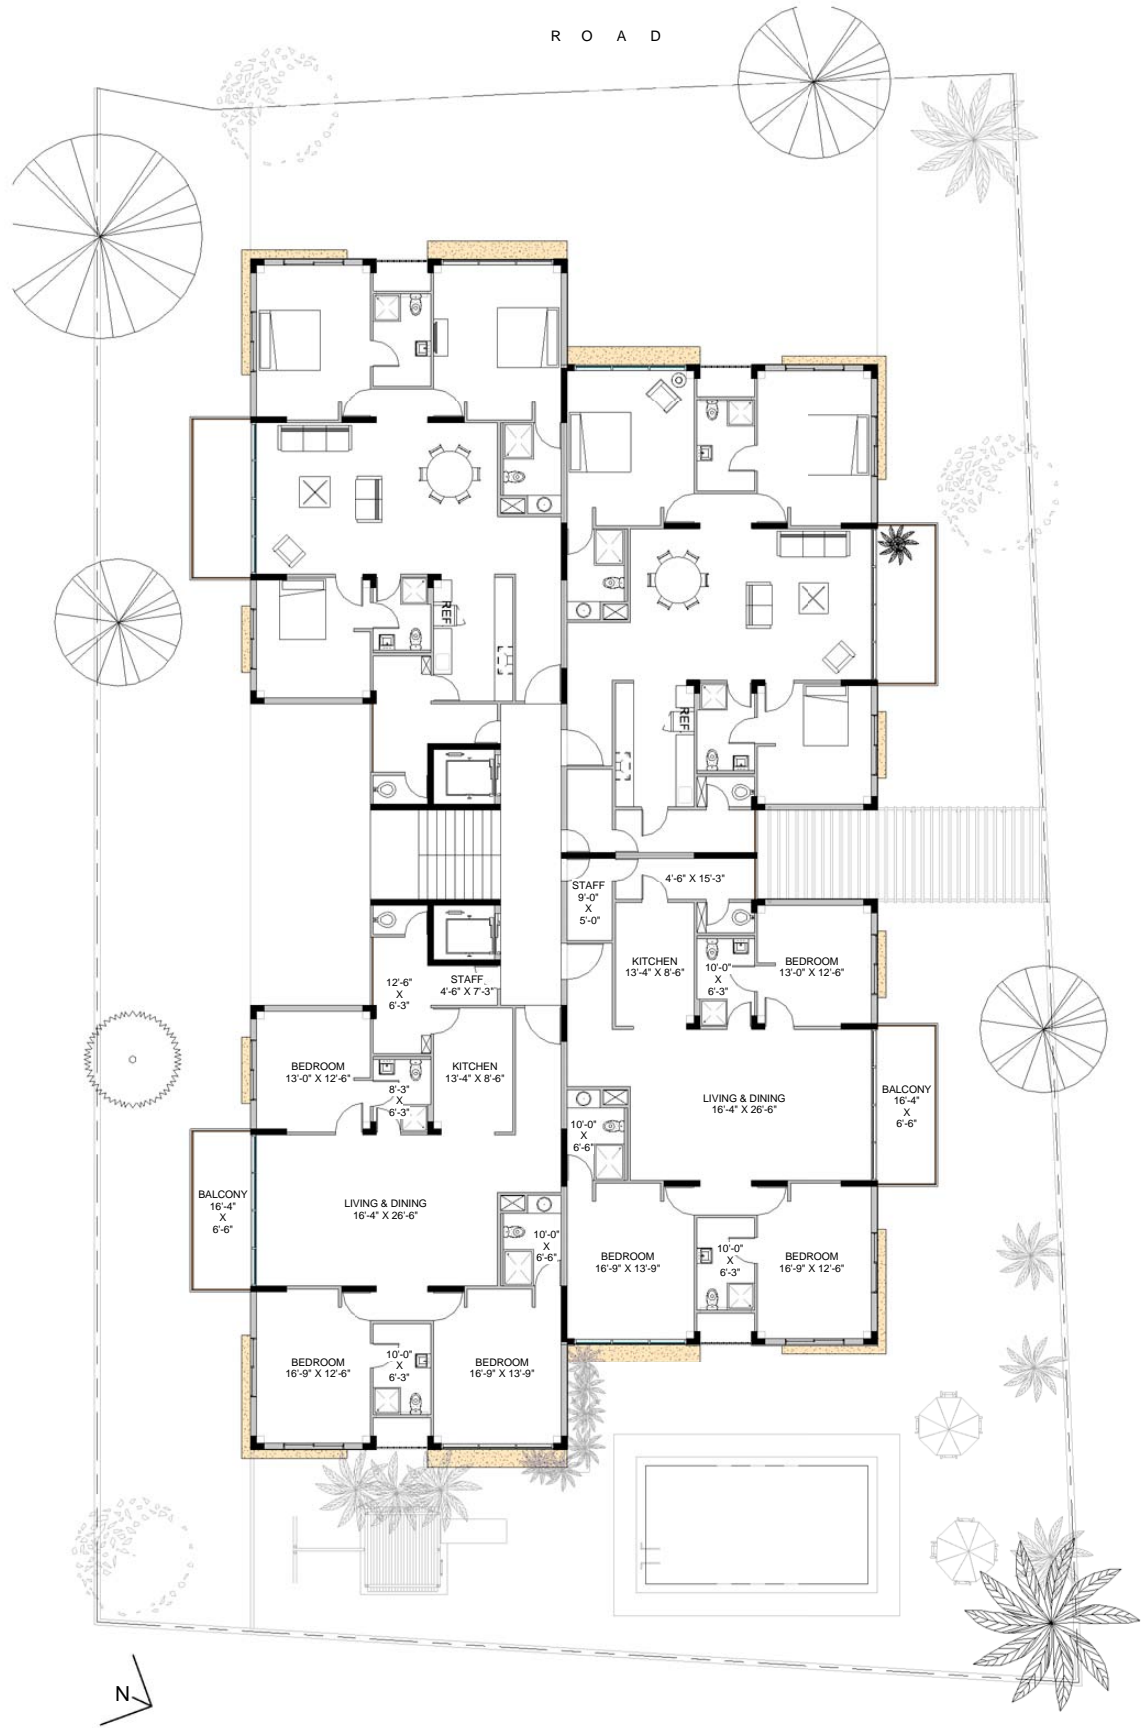 R O A D
REF
REF
STAFF
9'-0"
X
5'-0"
4'-6" X 15'-3"
KITCHEN
13'-4" X 8'-6"
10'-0"
X
6'-3"
BEDROOM
13'-0" X 12'-6"
12'-6"
X
6'-3"
STAFF
4'-6" X 7'-3"
BEDROOM
13'-0" X 12'-6"
8'-3"
X
6'-3"
KITCHEN
13'-4" X 8'-6"
LIVING & DINING
16'-4" X 26'-6"
BALCONY
16'-4"
X
6'-6"
10'-0"
X
6'-6"
BALCONY
16'-4"
X
6'-6"
LIVING & DINING
16'-4" X 26'-6"
10'-0"
X
6'-6"
BEDROOM
16'-9" X 13'-9"
10'-0"
X
6'-3"
BEDROOM
16'-9" X 12'-6"
BEDROOM
16'-9" X 12'-6"
10'-0"
X
6'-3"
BEDROOM
16'-9" X 13'-9"
N